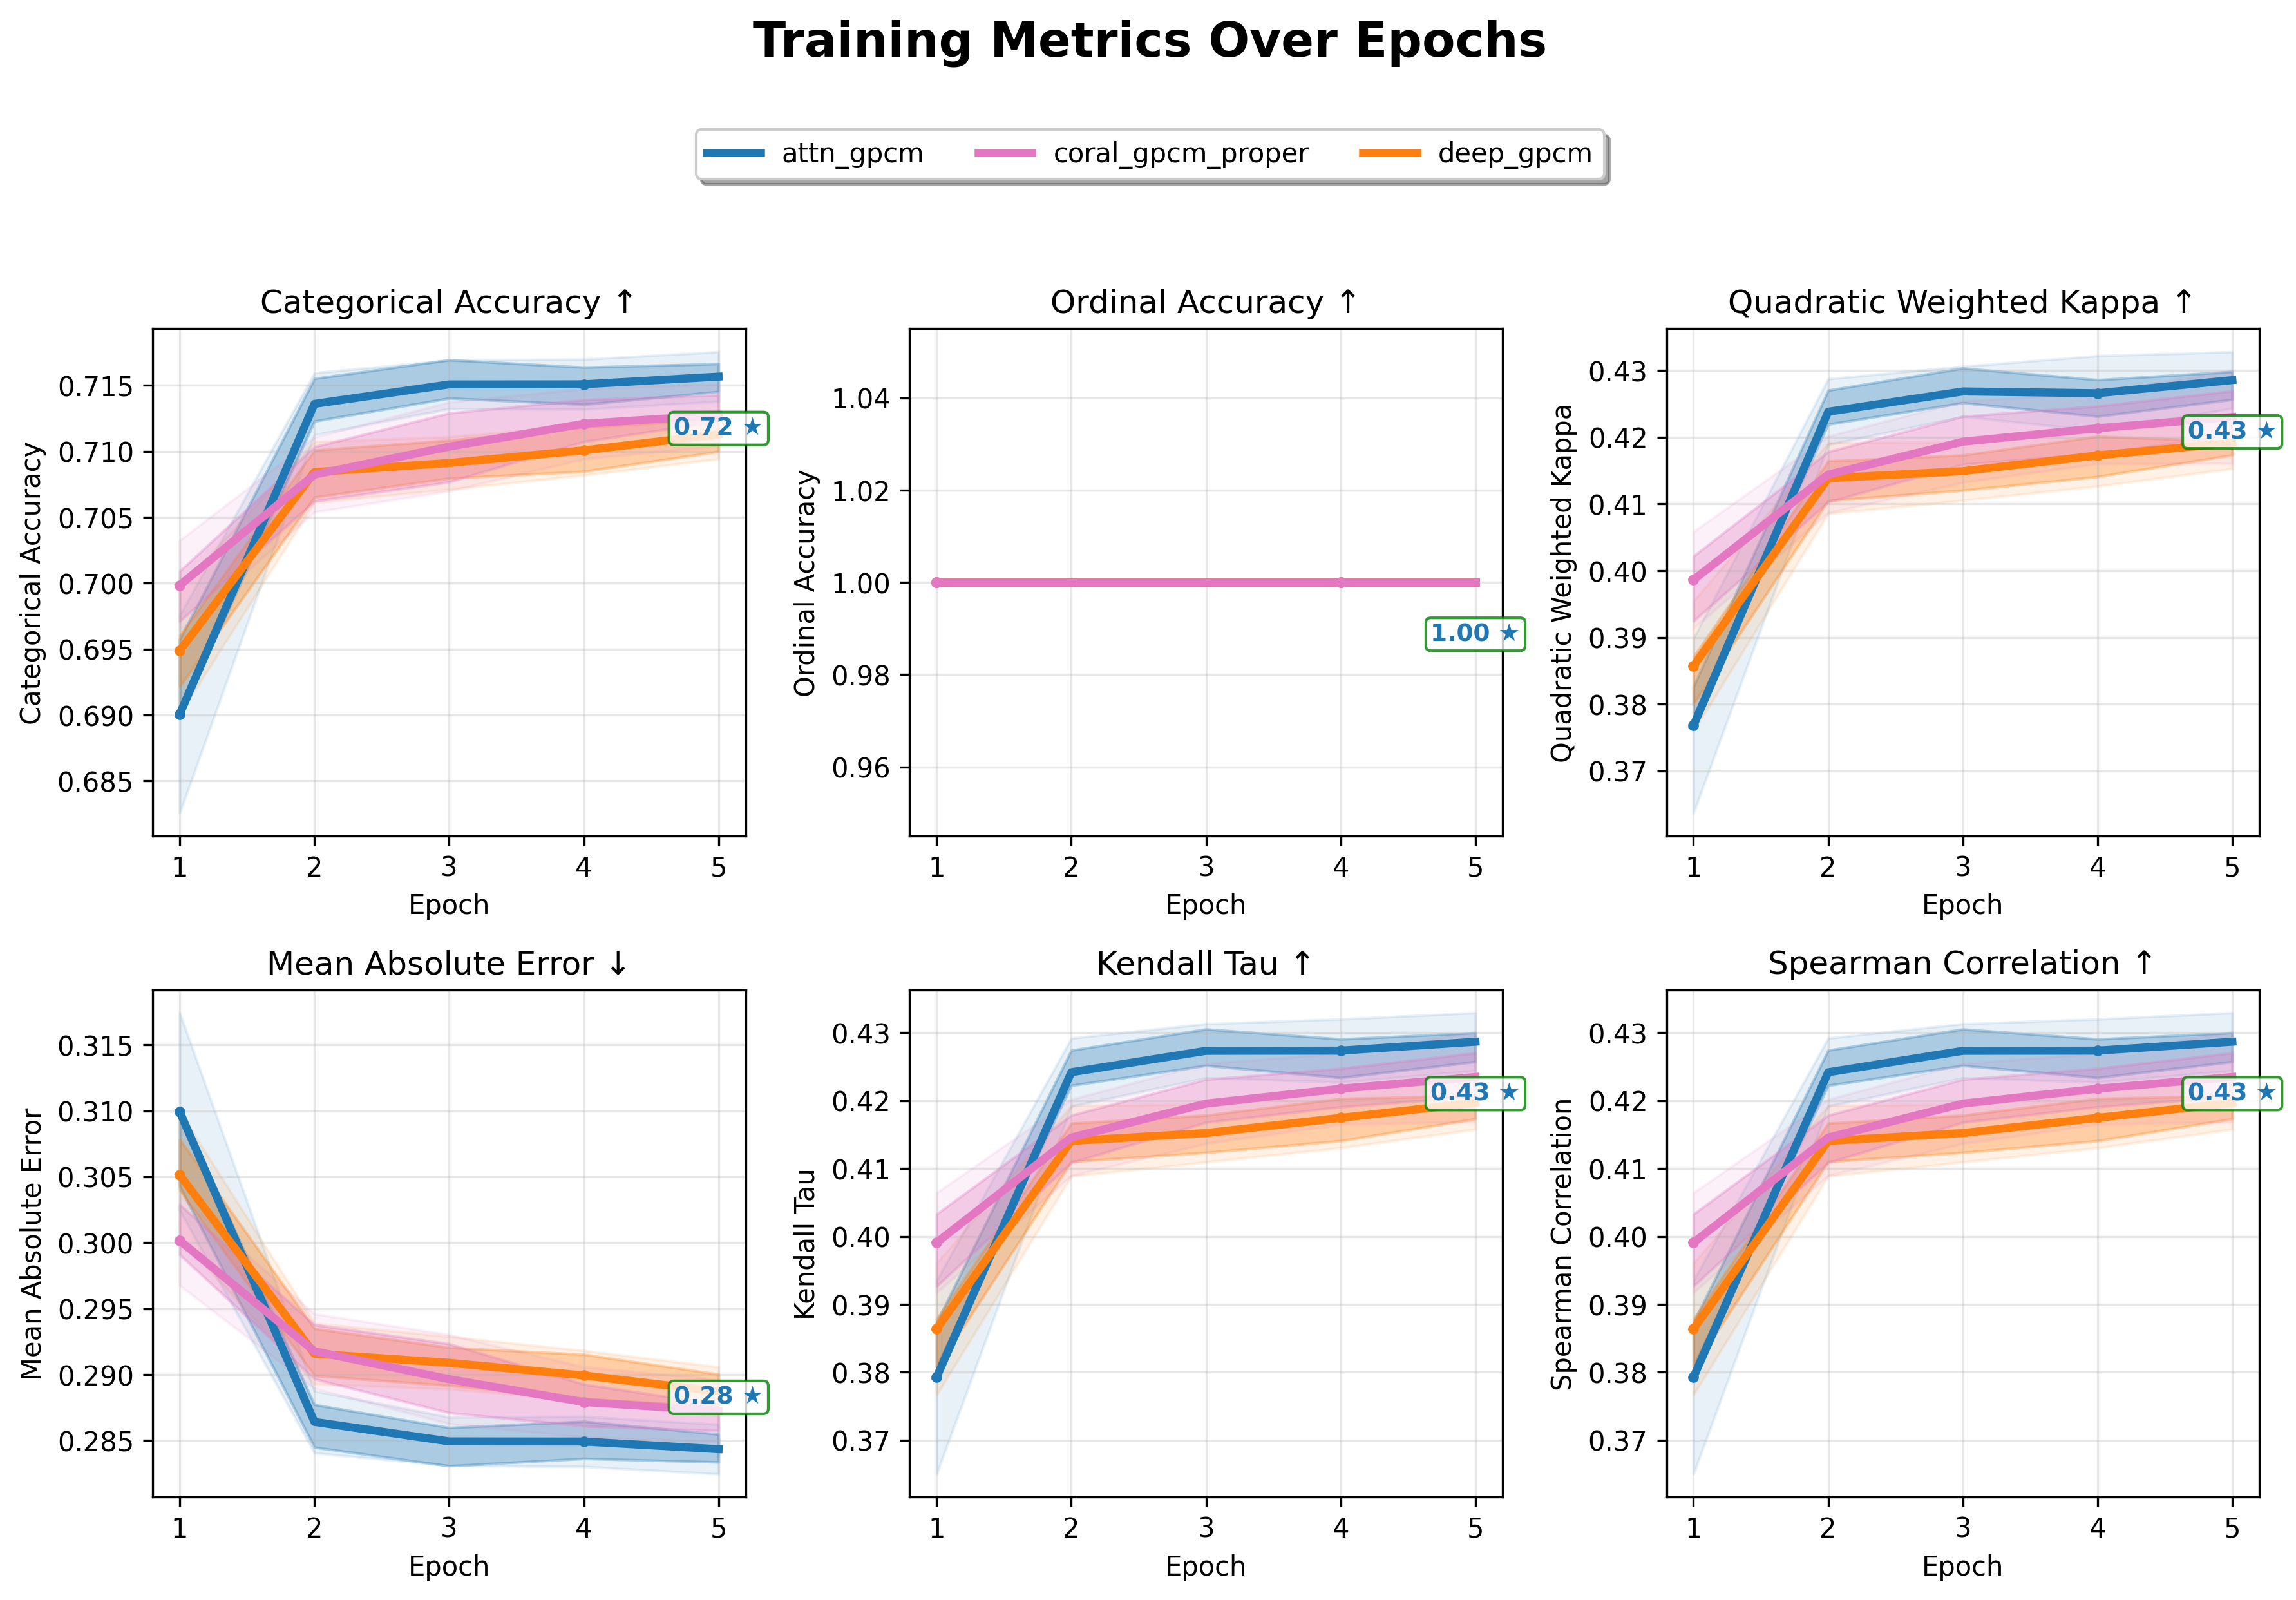 Training Metrics Over Epochs
attn_gpcm coral_gpcm_proper deep_gpcm
Categorical Accuracy ↑
Categorical Accuracy
0.715
0.710
0.705
0.700
0.695
0.690
0.685
0.72 ★
1 2 3 4 5
Epoch
Ordinal Accuracy ↑
Ordinal Accuracy
1.04
1.02
1.00
0.98
0.96
1.00 ★
1 2 3 4 5
Epoch
Quadratic Weighted Kappa ↑
Quadratic Weighted Kappa
0.43
0.42
0.41
0.40
0.39
0.38
0.37
0.43 ★
1 2 3 4 5
Epoch
Mean Absolute Error ↓
Mean Absolute Error
0.315
0.310
0.305
0.300
0.295
0.290
0.285
0.28 ★
1 2 3 4 5
Epoch
Kendall Tau ↑
Kendall Tau
0.43
0.42
0.41
0.40
0.39
0.38
0.37
0.43 ★
1 2 3 4 5
Epoch
Spearman Correlation ↑
Spearman Correlation
0.43
0.42
0.41
0.40
0.39
0.38
0.37
0.43 ★
1 2 3 4 5
Epoch